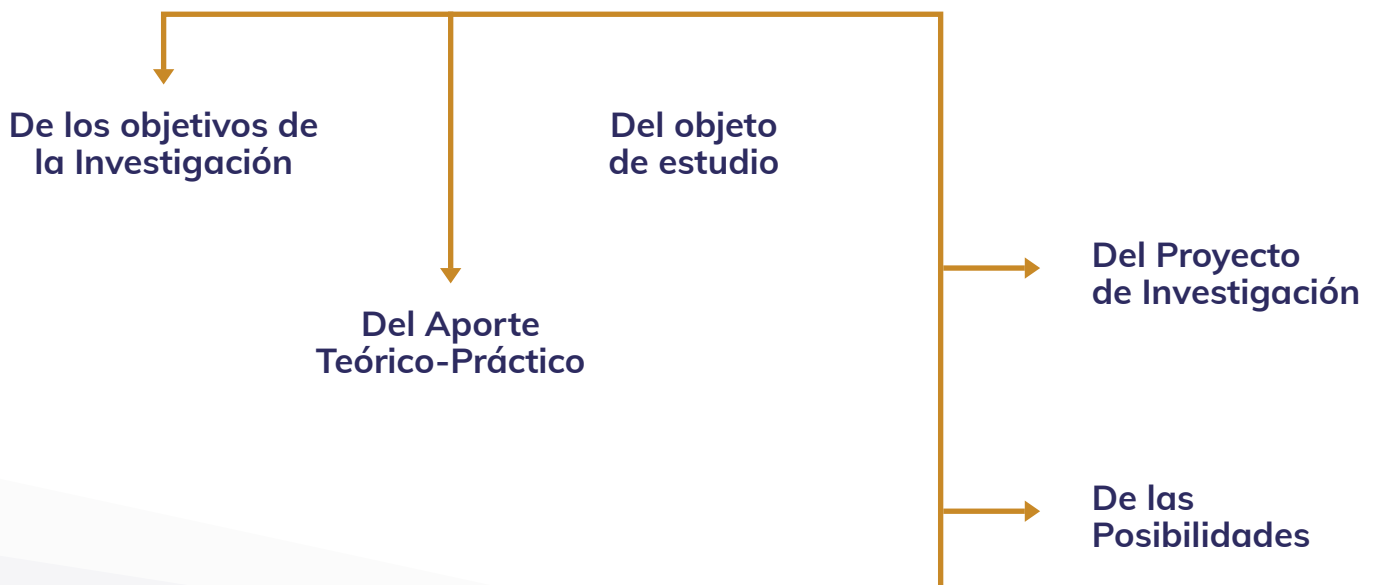 De los objetivos de
la Investigación
Del objeto
de estudio
Del Proyecto
de Investigación
Del Aporte
Teórico-Práctico
De las
Posibilidades